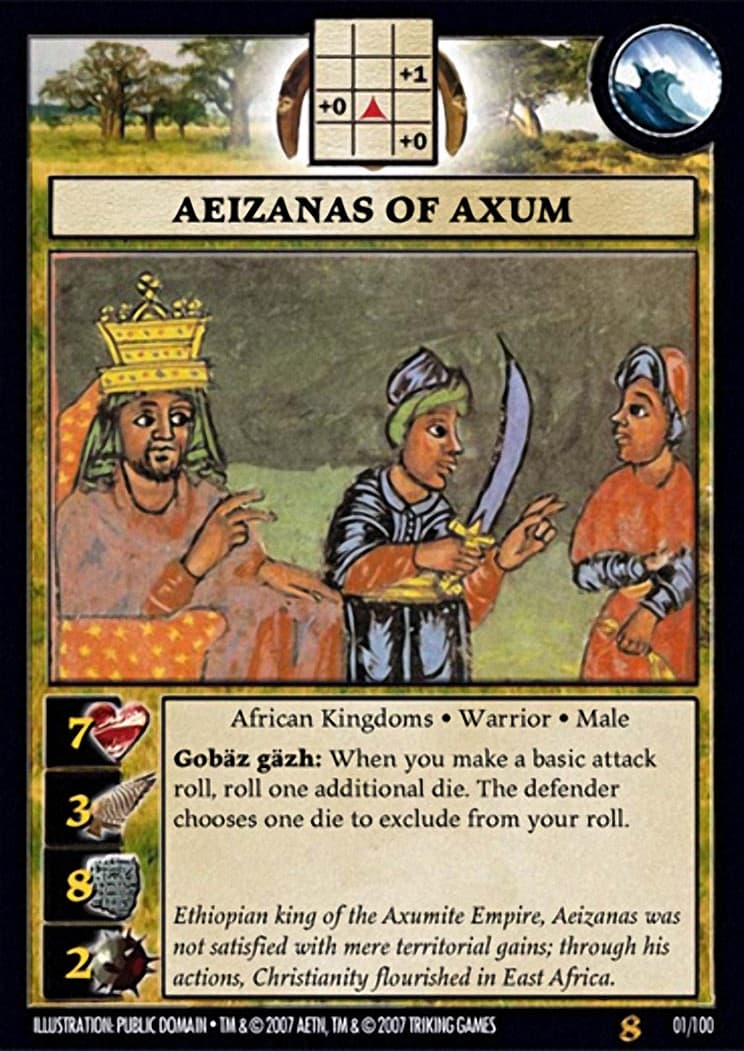 +1
+0
+0
AEIZANAS OF AXUM
7
3
8
2
African Kingdoms • Warrior • Male
Gobäz gäzh: When you make a basic attack
roll, roll one additional die. The defender
chooses one die to exclude from your roll.
Ethiopian king of the Axumite Empire, Aeizanas was
not satisfied with mere territorial gains; through his
actions, Christianity flourished in East Africa.
ILLUSTRATION: PUBLIC DOMAIN • TM & © 2007 AETN, TM & © 2007 TRIKING GAMES
8
01/100